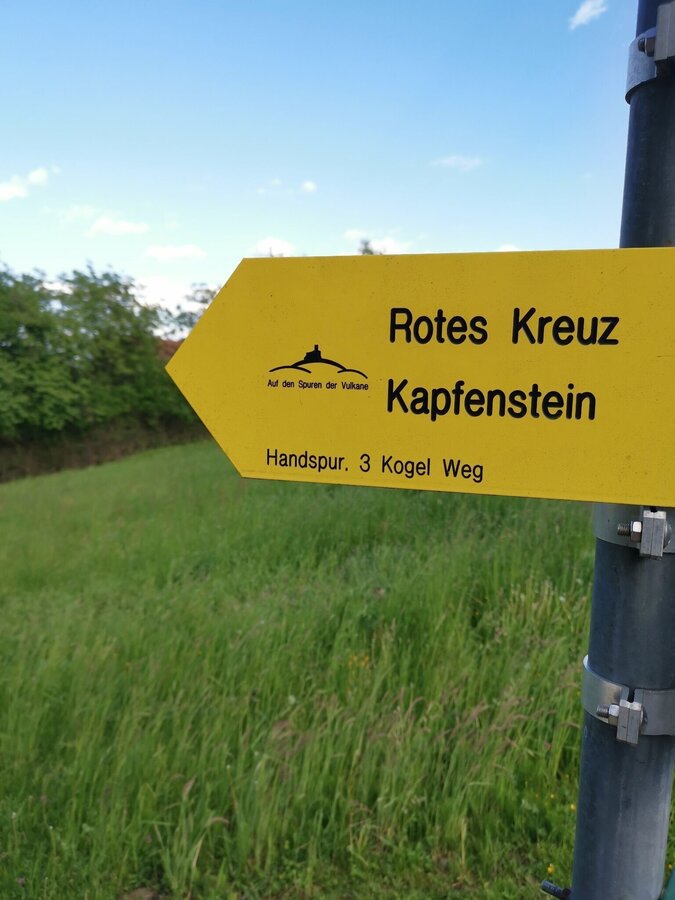 Rotes Kreuz
Auf den Spuren der Vulkane
Kapfenstein
Handspur. 3 Kogel Weg